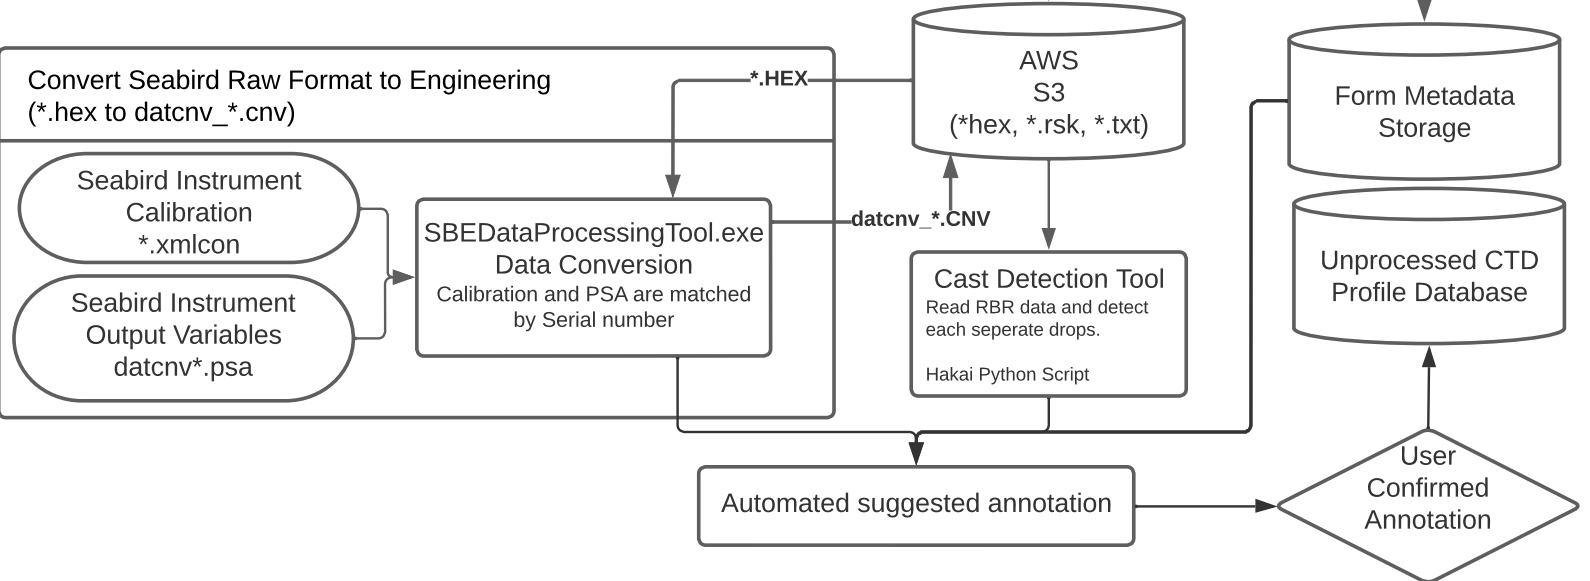 Convert Seabird Raw Format to Engineering
(*.hex to datcnv_*.cnv)
*.HEX
AWS
S3
(*hex, *.rsk, *.txt)
Form Metadata
Storage
Seabird Instrument
Calibration
*.xmlcon
Seabird Instrument
Output Variables
datcnv*.psa
SBEDataProcessingTool.exe
Data Conversion
Calibration and PSA are matched
by Serial number
datcnv_*.CNV
Cast Detection Tool
Read RBR data and detect
each seperate drops.
Hakai Python Script
Unprocessed CTD
Profile Database
Automated suggested annotation
User
Confirmed
Annotation